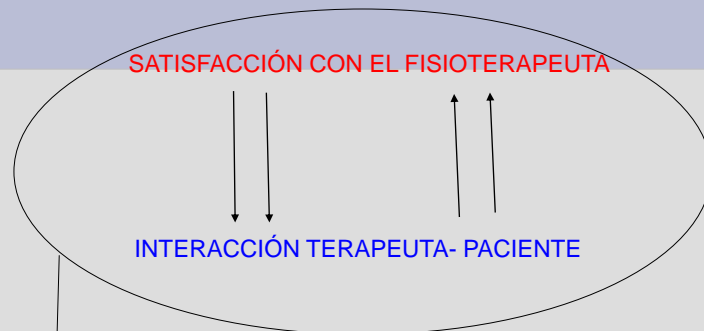 SATISFACCIÓN CON EL FISIOTERAPEUTA
INTERACCIÓN TERAPEUTA- PACIENTE